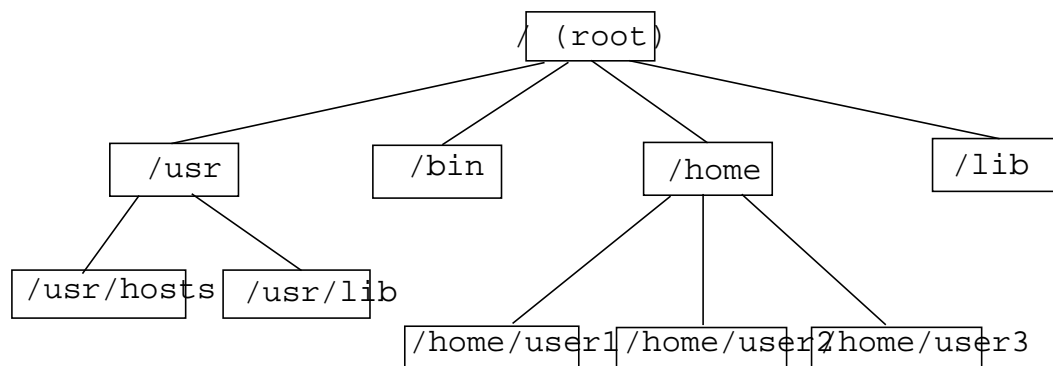 / (root)
/usr
/bin
/home
/lib
/usr/hosts
/usr/lib
/home/user1
/home/user2
/home/user3